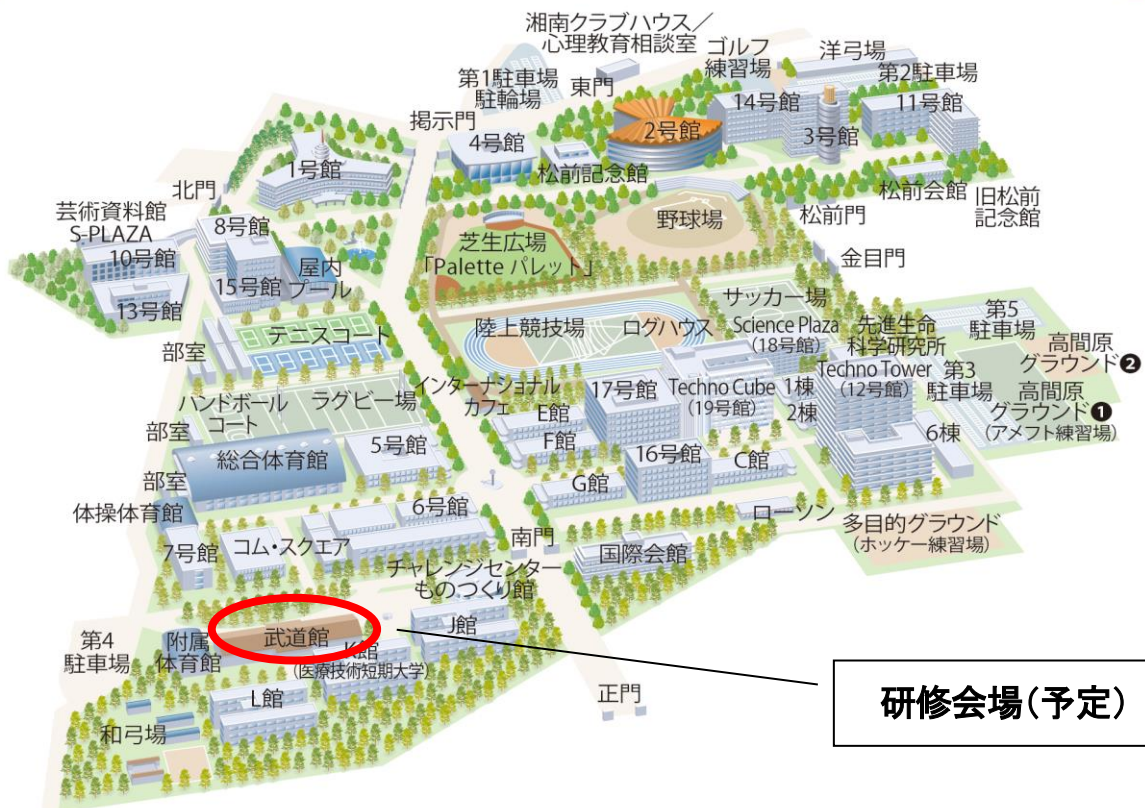 湘南クラブハウス／
心理教育相談室
ゴルフ
練習場
洋弓場
第1駐車場
駐輪場
東門
第2駐車場
14号館
11号館
掲示門
4号館
2号館
3号館
1号館
松前記念館
松前会館
旧松前
記念館
北門
松前門
芸術資料館
S-PLAZA
8号館
野球場
芝生広場
「Palette パレット」
金目門
10号館
屋内
プール
15号館
13号館
サッカー場
陸上競技場
ログハウス
Science Plaza
(18号館)
先進生命
科学研究所
第5
駐車場
テニスコート
部室
高間原
グラウンド❷
インターナショナル
カフェ
17号館
Techno Cube
(19号館)
1棟
2棟
Techno Tower
(12号館)
第3
駐車場
高間原
グラウンド❶
(アメフト練習場)
ハンドボール
コート
ラグビー場
E館
F館
部室
5号館
6棟
総合体育館
16号館
C館
部室
G館
体操体育館
6号館
ローソン
多目的グラウンド
(ホッケー練習場)
7号館
コム・スクエア
南門
国際会館
チャレンジセンター
ものづくり館
J館
第4
駐車場
附属
体育館
武道館
K館
(医療技術短期大学)
L館
正門
研修会場(予定)
和弓場